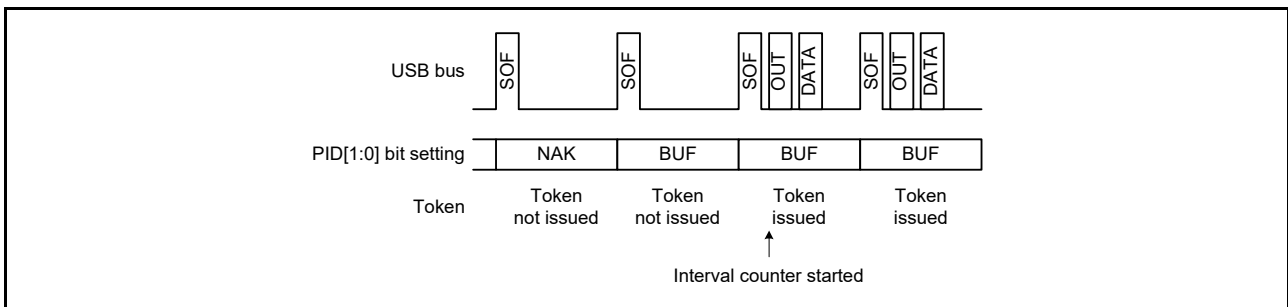 USB bus
SOF
SOF
SOF
OUT
DATA
SOF
OUT
DATA
PID[1:0] bit setting
NAK
BUF
BUF
BUF
Token
Token
not issued
Token
not issued
Token
issued
Token
issued
Interval counter started